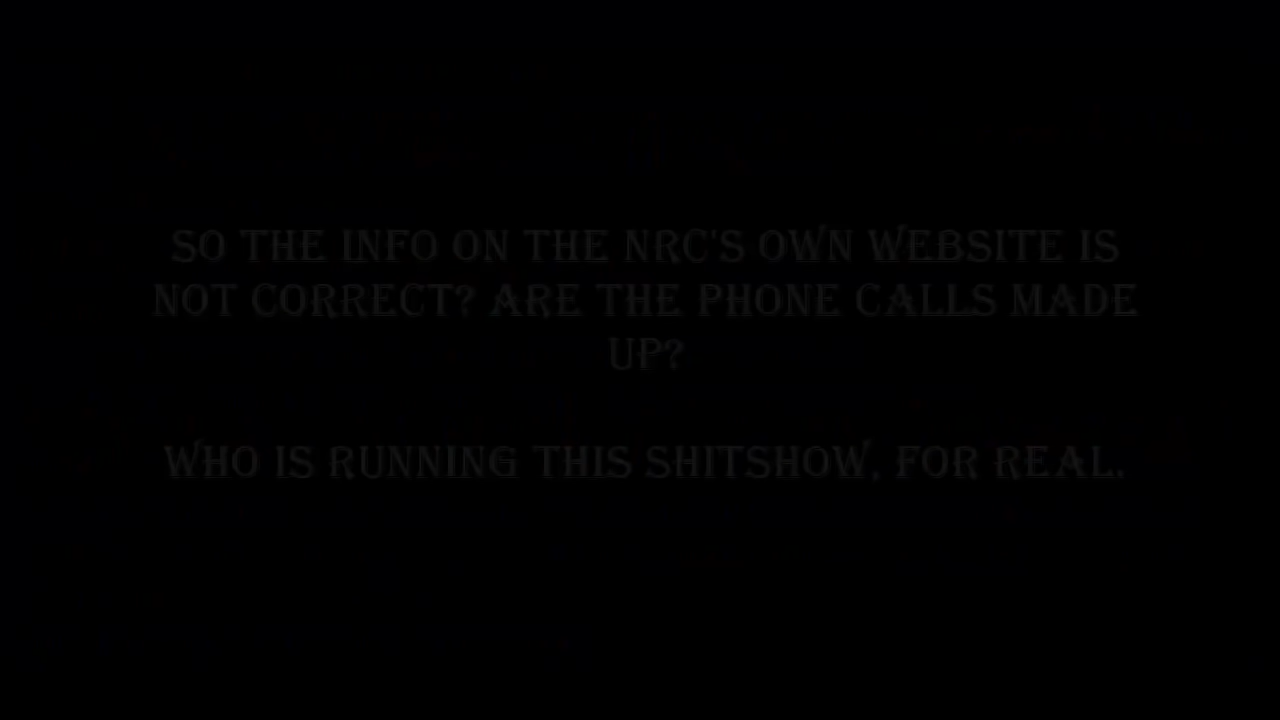 SO THE INFO ON THE NRC'S OWN WEBSITE IS
NOT CORRECT? ARE THE PHONE CALLS MADE
UP?
WHO IS RUNNING THIS SHITSHOW, FOR REAL.